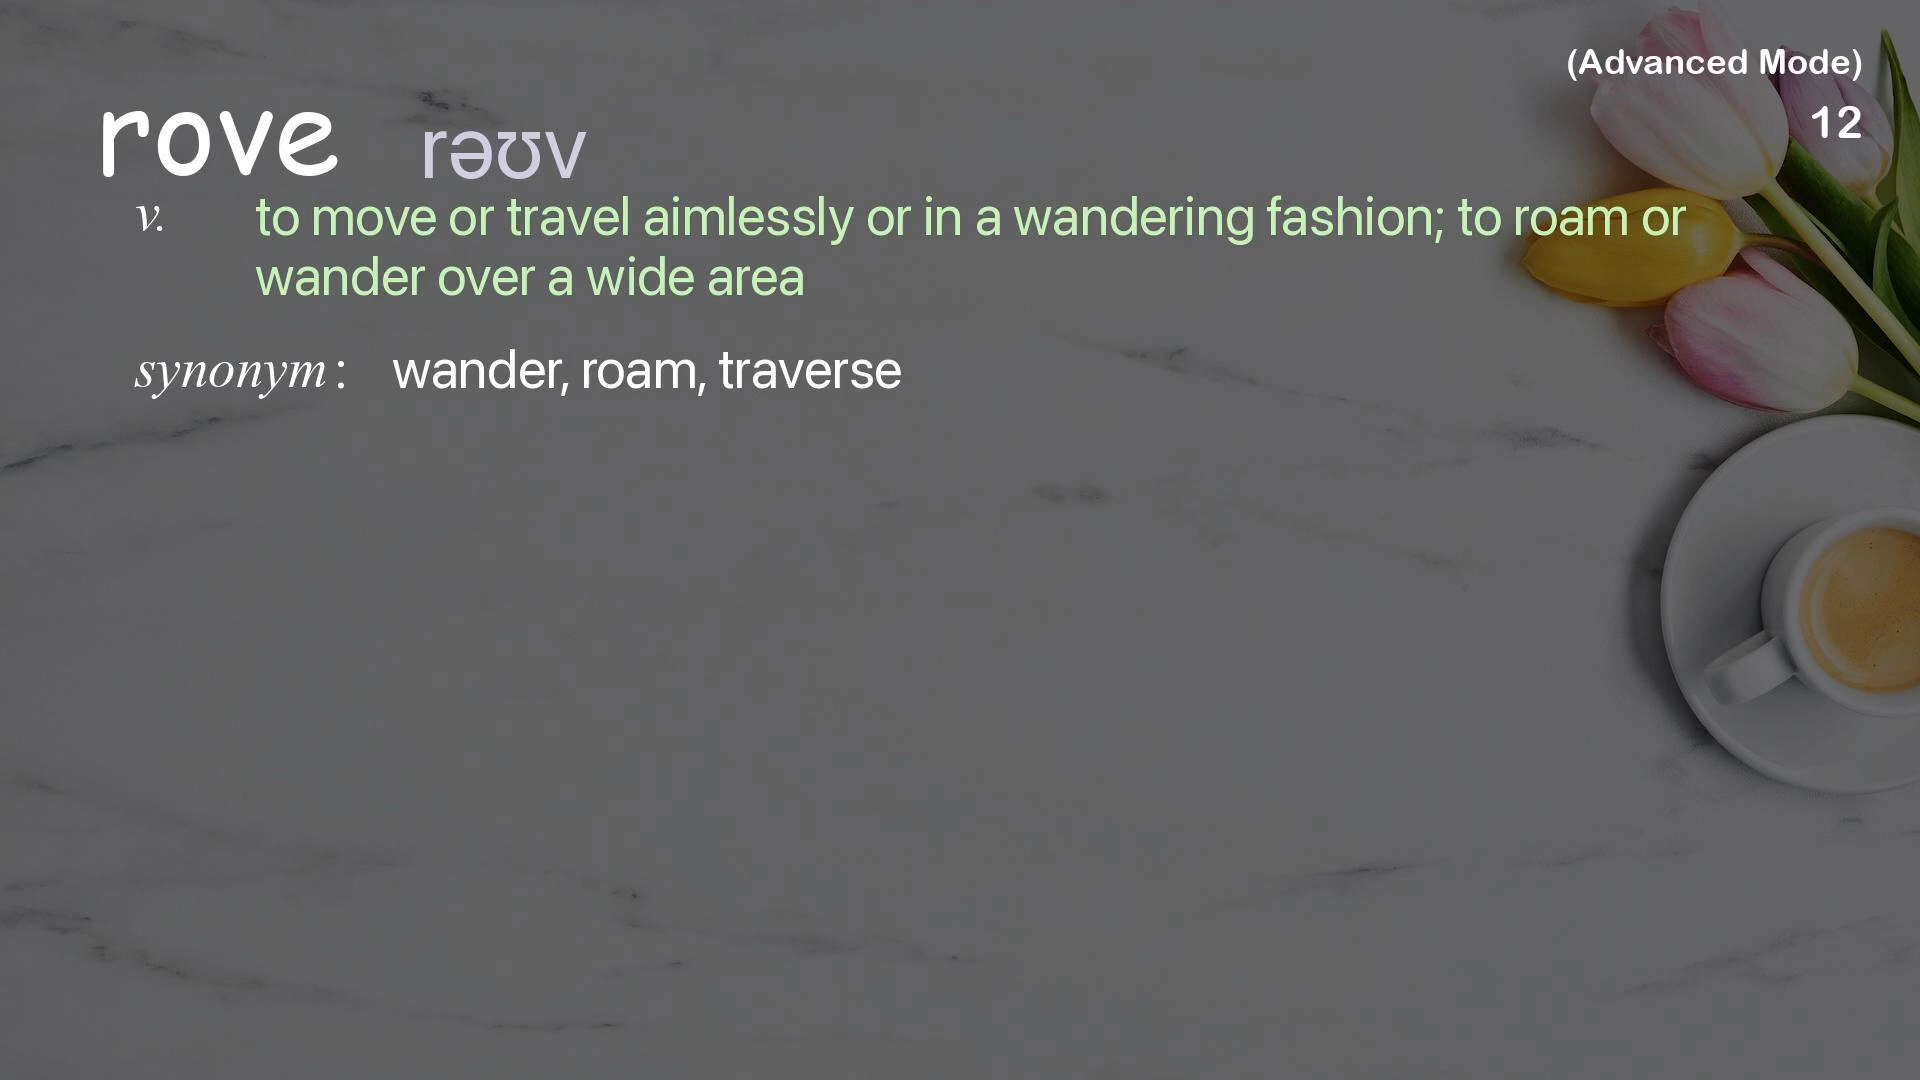 (Advanced Mode)
12
rove rəʊv
v. to move or travel aimlessly or in a wandering fashion; to roam or
wander over a wide area
synonym : wander, roam, traverse